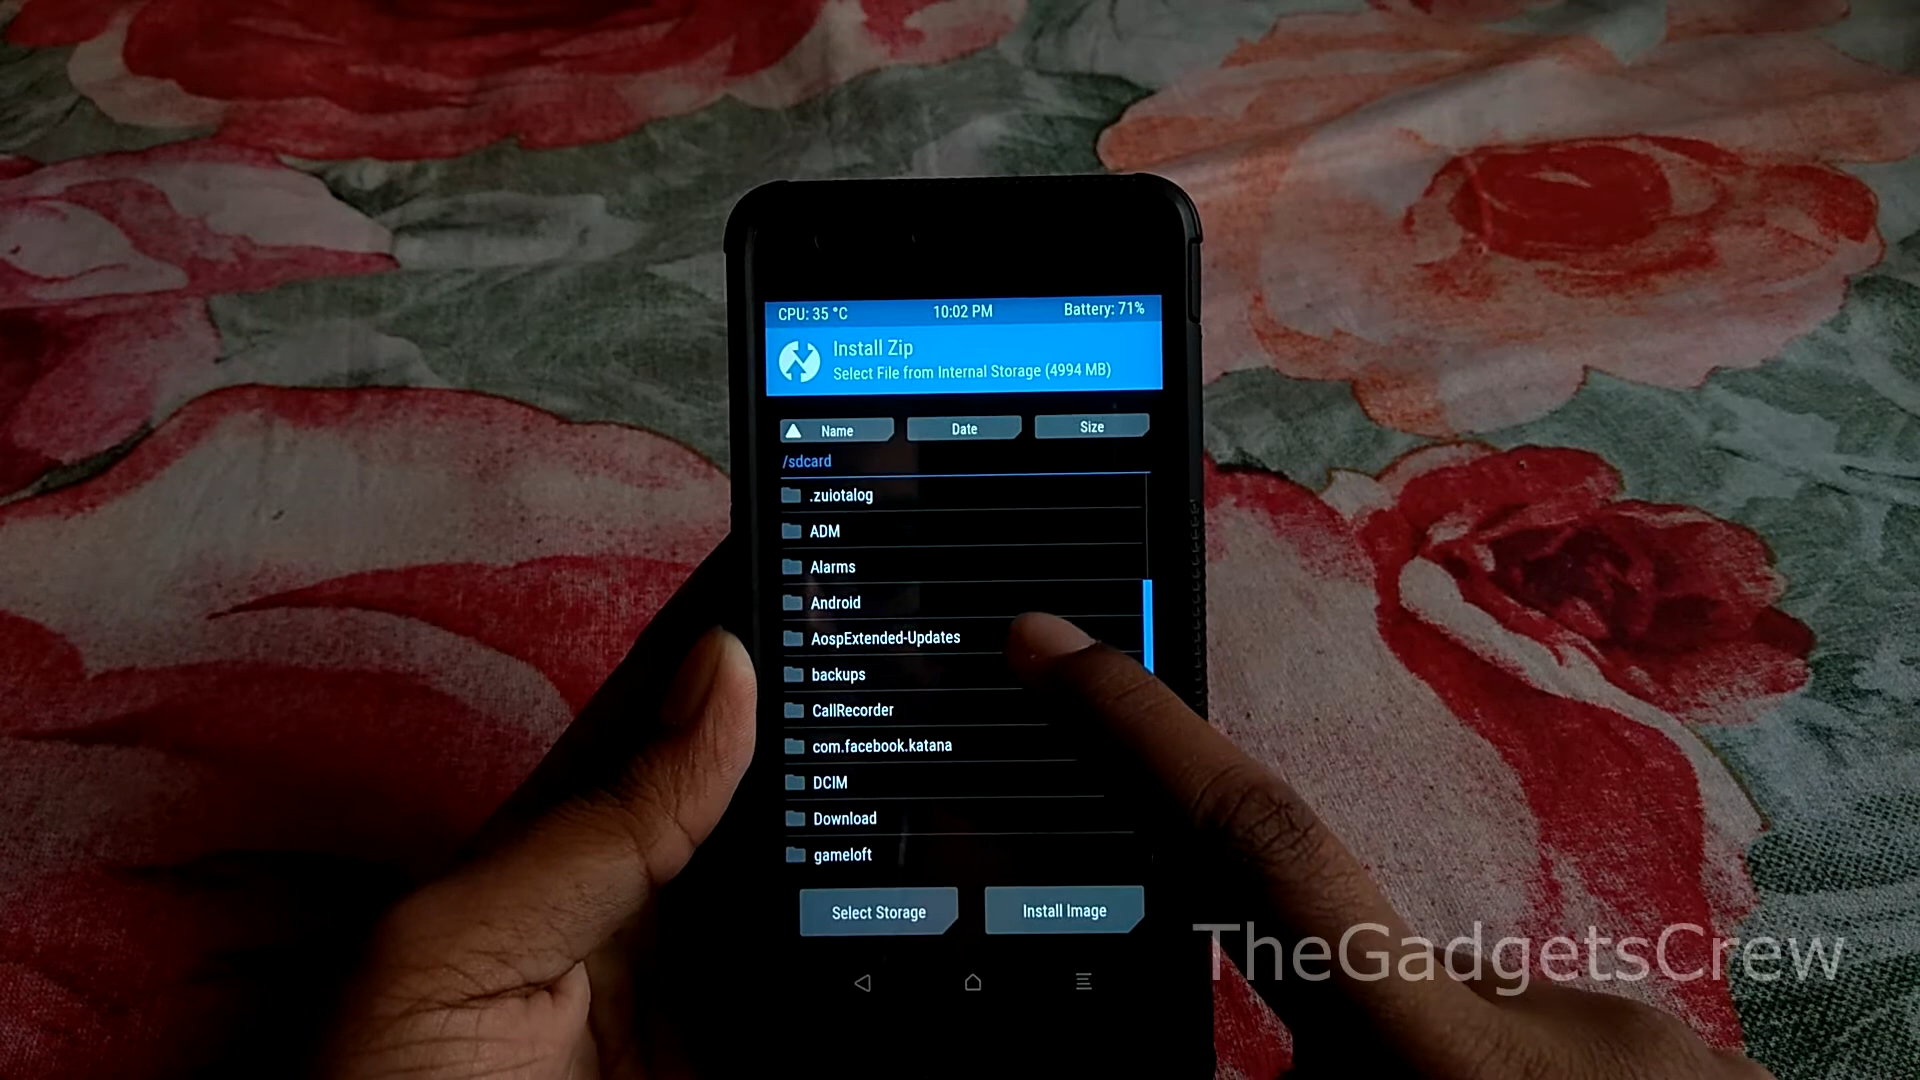 CPU: 35 °C 10:02 PM Battery: 71%
Install Zip
Select File from Internal Storage (4994 MB)
Name Date Size
/sdcard
.zuiotalog
ADM
Alarms
Android
AospExtended-Updates
backups
CallRecorder
com.facebook.katana
DCIM
Download
gameloft
Select Storage Install Image
TheGadgetsCrew